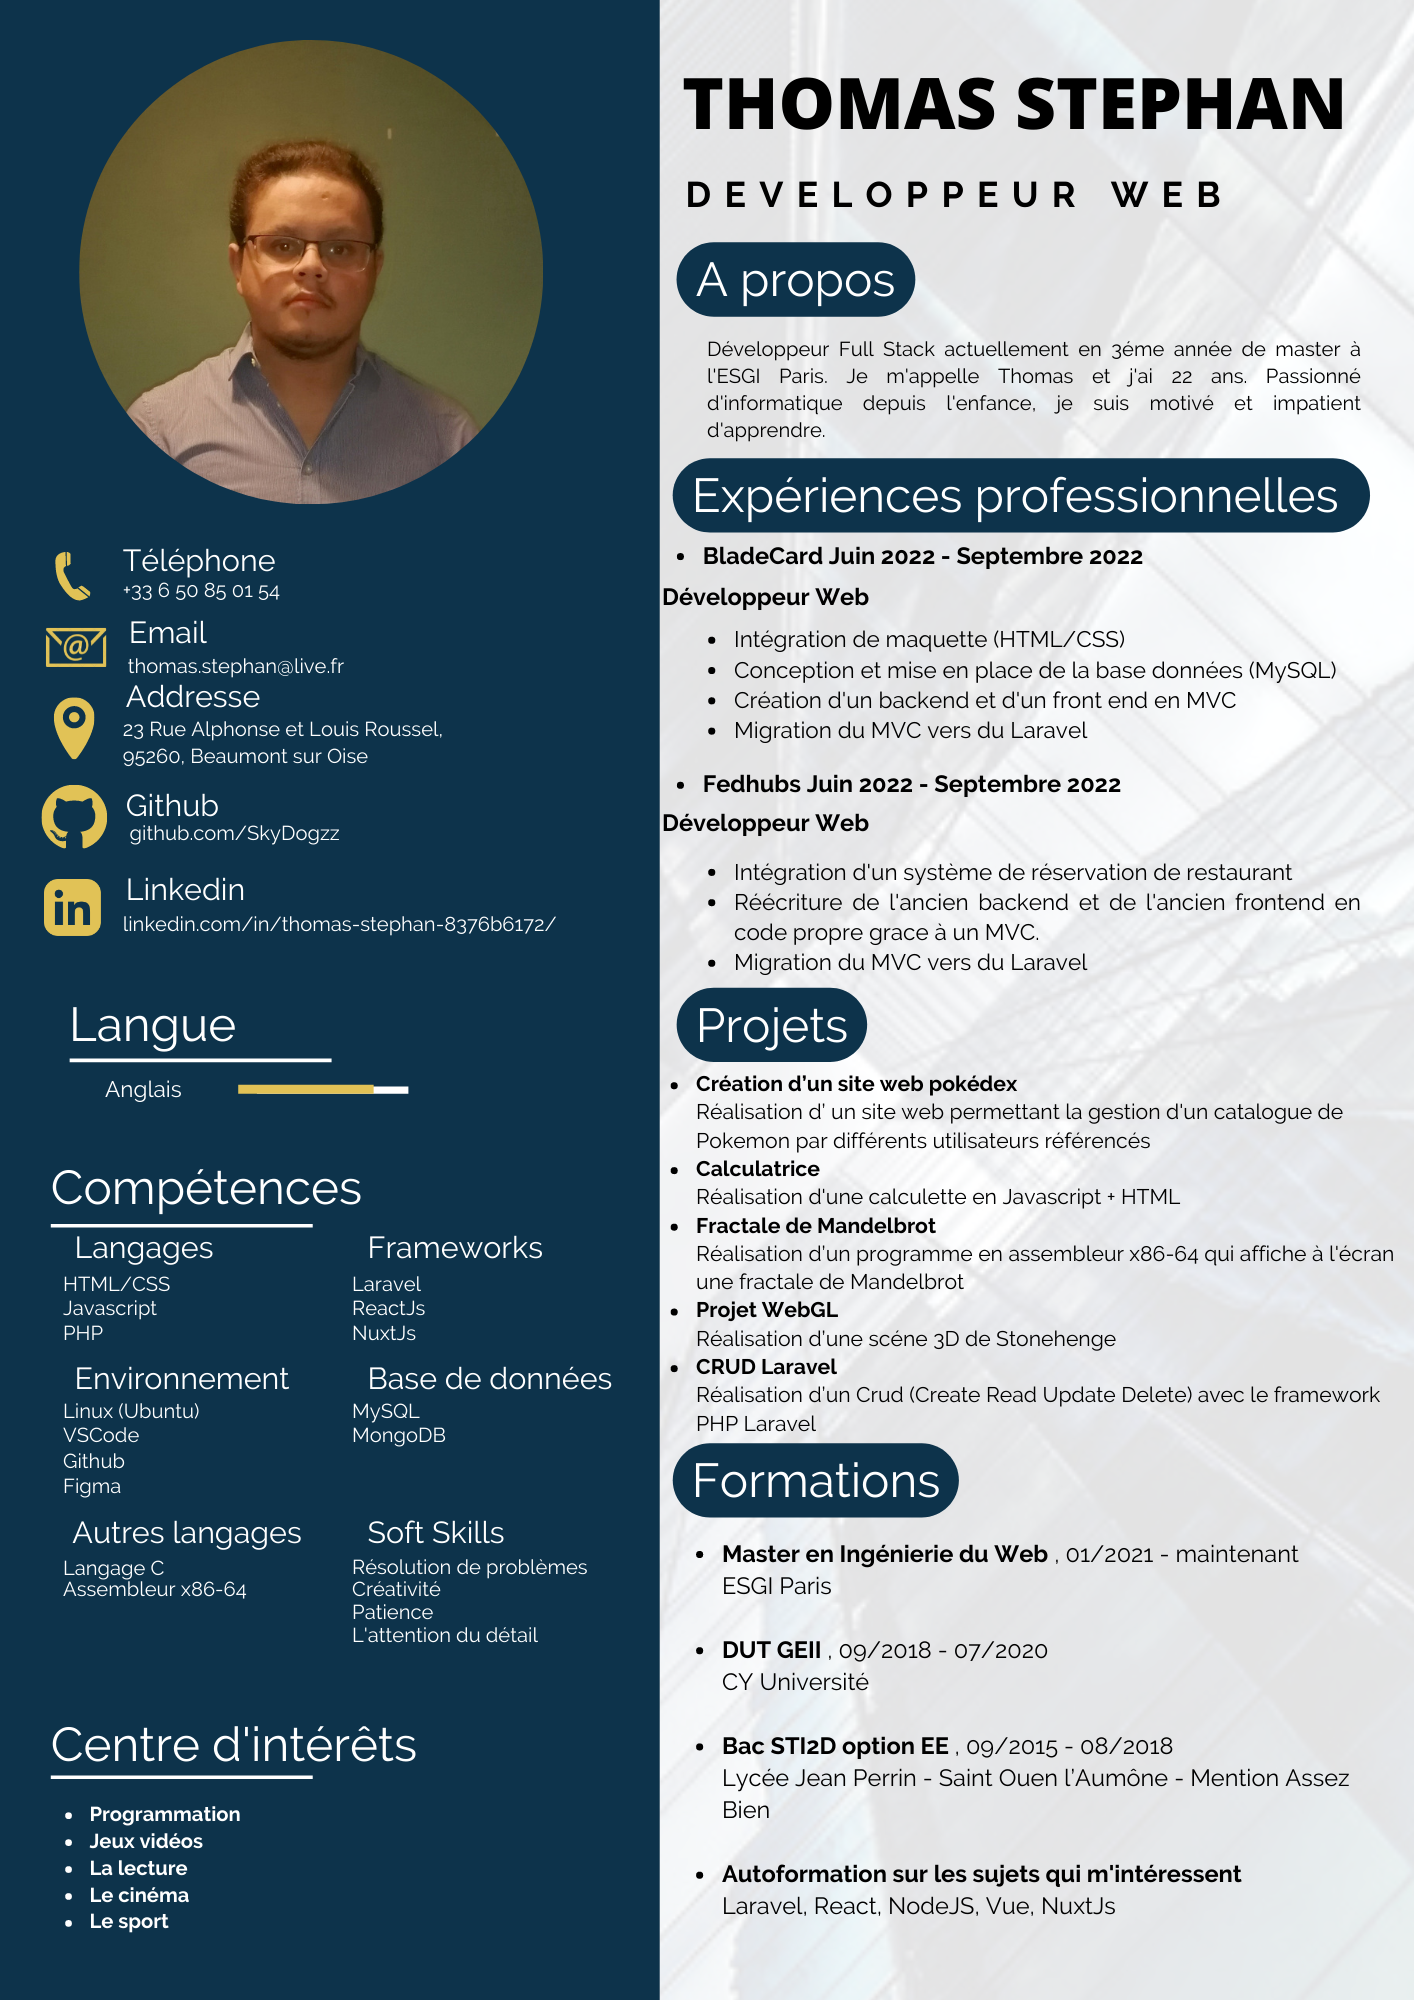 THOMAS STEPHAN
DEVELOPPEUR WEB
A propos
Développeur Full Stack actuellement en 3éme année de master à
l'ESGI Paris. Je m'appelle Thomas et j'ai 22 ans. Passionné
d'informatique depuis l'enfance, je suis motivé et impatient
d'apprendre.
Expériences professionnelles
• BladeCard Juin 2022 - Septembre 2022
Développeur Web
• Intégration de maquette (HTML/CSS)
• Conception et mise en place de la base données (MySQL)
• Création d'un backend et d'un front end en MVC
• Migration du MVC vers du Laravel
• Fedhubs Juin 2022 - Septembre 2022
Développeur Web
• Intégration d'un système de réservation de restaurant
• Réécriture de l'ancien backend et de l'ancien frontend en
code propre grace à un MVC.
• Migration du MVC vers du Laravel
Projets
• Création d’un site web pokédex
Réalisation d’ un site web permettant la gestion d'un catalogue de
Pokemon par différents utilisateurs référencés
• Calculatrice
Réalisation d'une calculette en Javascript + HTML
• Fractale de Mandelbrot
Réalisation d’un programme en assembleur x86-64 qui affiche à l'écran
une fractale de Mandelbrot
• Projet WebGL
Réalisation d’une scéne 3D de Stonehenge
• CRUD Laravel
Réalisation d’un Crud (Create Read Update Delete) avec le framework
PHP Laravel
Formations
• Master en Ingénierie du Web , 01/2021 - maintenant
ESGI Paris
• DUT GEII , 09/2018 - 07/2020
CY Université
• Bac STI2D option EE , 09/2015 - 08/2018
Lycée Jean Perrin - Saint Ouen l’Aumône - Mention Assez
Bien
• Autoformation sur les sujets qui m'intéressent
Laravel, React, NodeJS, Vue, NuxtJs
Téléphone
+33 6 50 85 01 54
Email
thomas.stephan@live.fr
Addresse
23 Rue Alphonse et Louis Roussel,
95260, Beaumont sur Oise
Github
github.com/SkyDogzz
Linkedin
linkedin.com/in/thomas-stephan-8376b6172/
Langue
Anglais
Compétences
Langages
HTML/CSS
Javascript
PHP
Frameworks
Laravel
ReactJs
NuxtJs
Environnement
Linux (Ubuntu)
VSCode
Github
Figma
Base de données
MySQL
MongoDB
Autres langages
Langage C
Assembleur x86-64
Soft Skills
Résolution de problèmes
Créativité
Patience
L'attention du détail
Centre d'intérêts
• Programmation
• Jeux vidéos
• La lecture
• Le cinéma
• Le sport